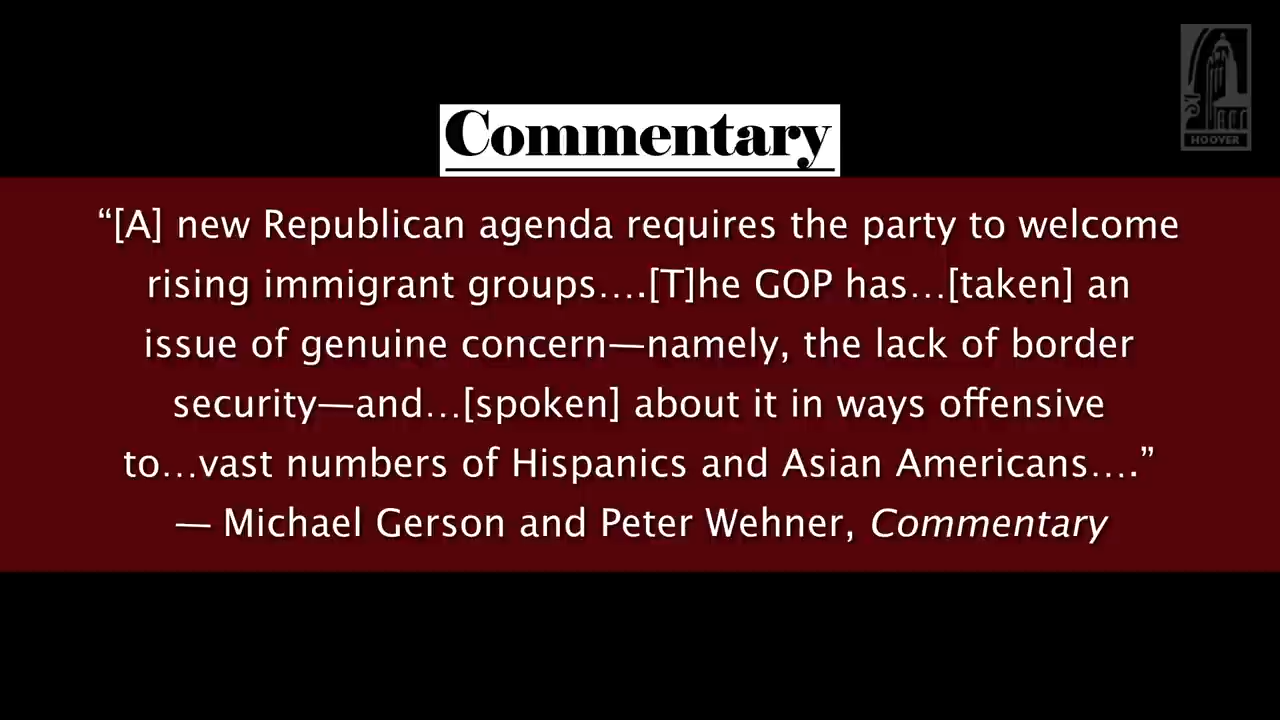 HOOVER
Commentary
“[A] new Republican agenda requires the party to welcome
rising immigrant groups….[T]he GOP has…[taken] an
issue of genuine concern—namely, the lack of border
security—and…[spoken] about it in ways offensive
to…vast numbers of Hispanics and Asian Americans….”
— Michael Gerson and Peter Wehner, Commentary